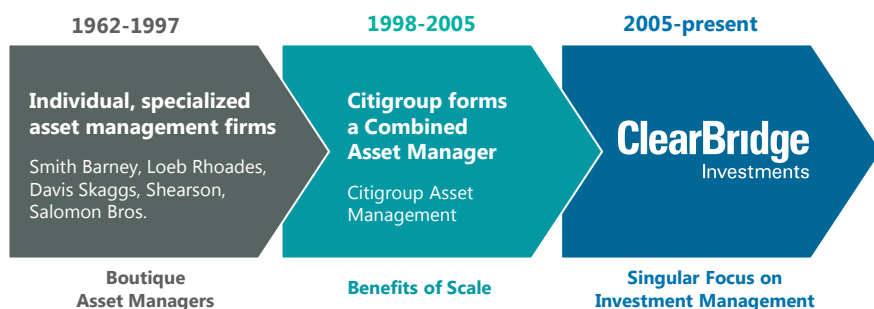 1962-1997
1998-2005
2005-present
Individual, specialized
asset management firms
Smith Barney, Loeb Rhoades,
Davis Skaggs, Shearson,
Salomon Bros.
Citigroup forms
a Combined
Asset Manager
Citigroup Asset
Management
ClearBridge
Investments
Boutique
Asset Managers
Benefits of Scale
Singular Focus on
Investment Management